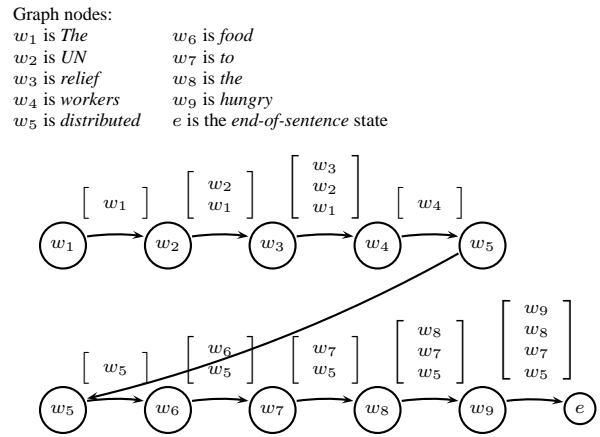 Graph nodes:
w₁ is The w₆ is food
w₂ is UN w₇ is to
w₃ is relief w₈ is the
w₄ is workers w₉ is hungry
w₅ is distributed e is the end-of-sentence state
[ w₁ ]
[ w₂
w₁ ]
[ w₃
w₂
w₁ ]
[ w₄ ]
w₁ w₂ w₃ w₄ w₅
[ w₅ ]
[ w₆
w₅ ]
[ w₇
w₅ ]
[ w₈
w₇
w₅ ]
[ w₉
w₈
w₇
w₅ ]
w₅ w₆ w₇ w₈ w₉ e